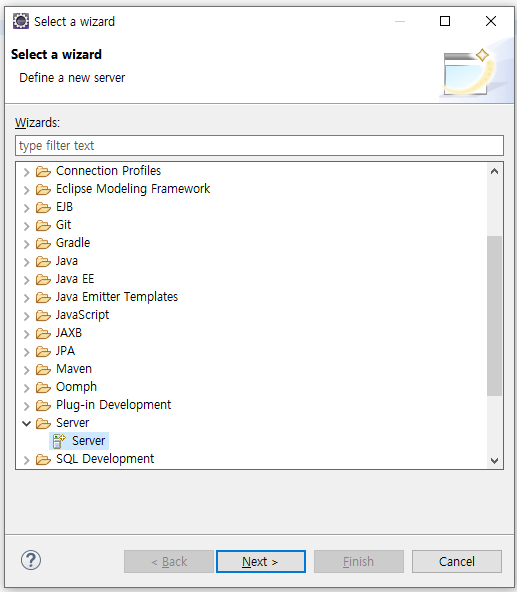 Select a wizard
Select a wizard
Define a new server
Wizards:
type filter text
Connection Profiles
Eclipse Modeling Framework
EJB
Git
Gradle
Java
Java EE
Java Emitter Templates
JavaScript
JAXB
JPA
Maven
Oomph
Plug-in Development
Server
Server
SQL Development
? < Back Next > Finish Cancel